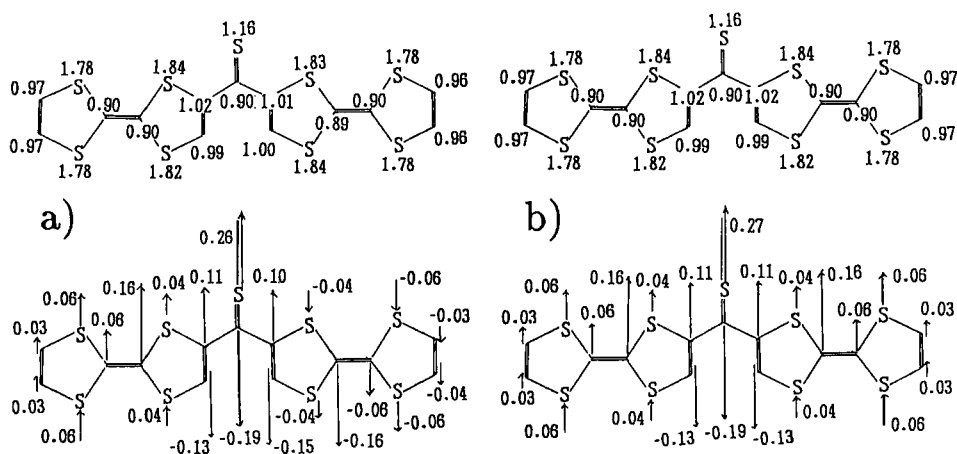 1.16 1.16
S S
1.78 1.84 1.83 1.78 1.78 1.84 1.84 1.78
S S S S S S S S
0.97 0.96 0.97 0.97
0.90 1.02 0.90 1.01 0.90 0.90 1.02 0.90 1.02 0.90
0.90 0.89 0.90 0.90
0.97 0.99 1.00 0.96 0.97 0.99 0.99 0.97
S S S S S S S S
1.78 1.82 1.84 1.78 1.78 1.82 1.82 1.78
a) b)
0.26 0.27
0.06 0.16 0.04 0.11 S 0.10 -0.04 -0.06 0.06 0.16 0.04 0.11 S 0.11 0.04 0.16 0.06
0.03 S 0.06 S S S -0.03 0.03 S 0.06 S S 0.06 S 0.03
0.03 S S S S -0.04 0.03 S S S S 0.03
0.06 0.04 -0.04 -0.06 -0.06 0.06 0.04 0.04 0.06
-0.13 -0.19 -0.15 -0.16 -0.13 -0.19 -0.13